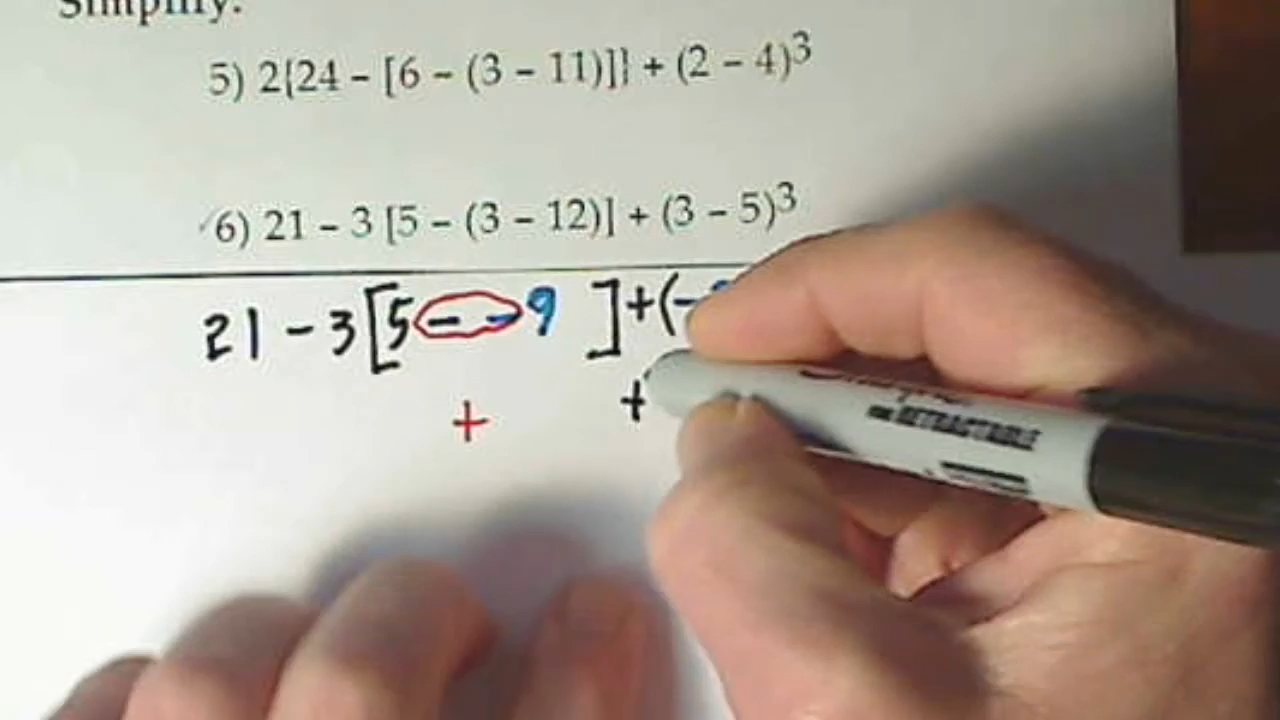 Simplify:
5) 2{24 – [6 – (3 – 11)]} + (2 – 4)³
6) 21 – 3 [5 – (3 – 12)] + (3 – 5)³
21 – 3[5 – -9 ]+(-
+ +
RETRACTABLE